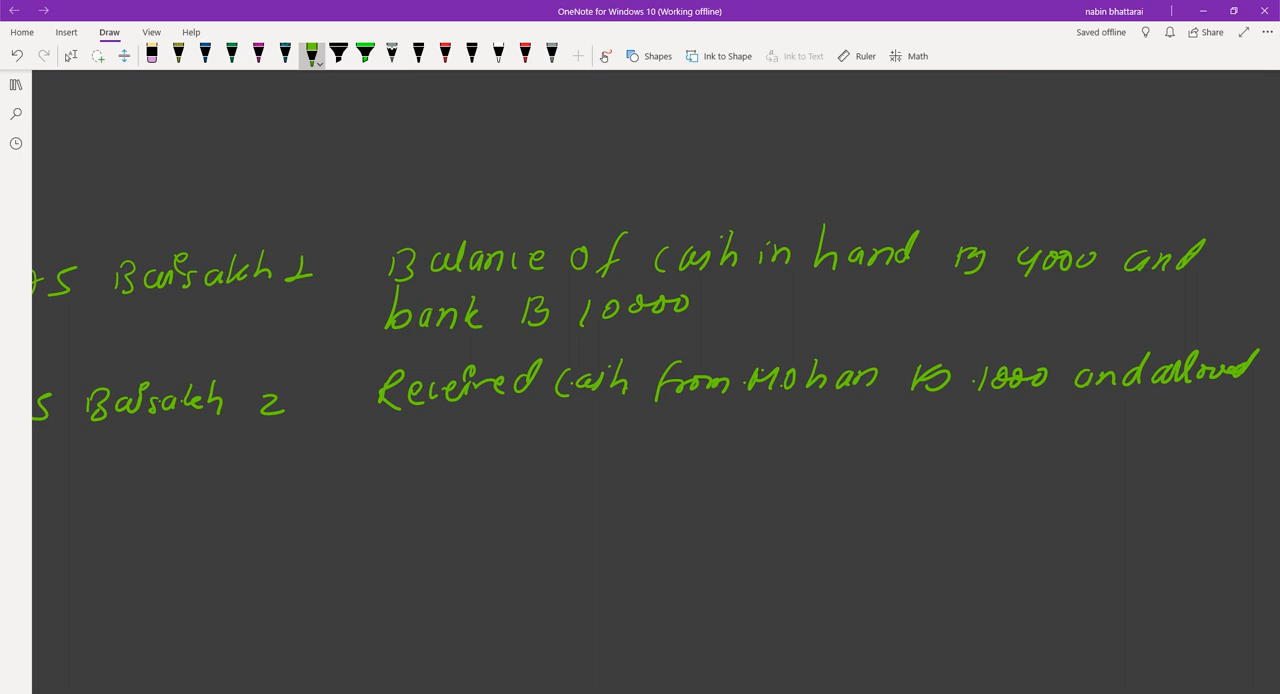 OneNote for Windows 10 (Working offline)
nabin bhattarai
Home Insert Draw View Help
Saved offline Share
Shapes Ink to Shape Ink to Text Ruler Math
5 Baisakh 1 Balance of cash in hand Rs 4000 and
bank Rs 10000
5 Baisakh 2 Received cash from Mohan Rs 1000 and allowed